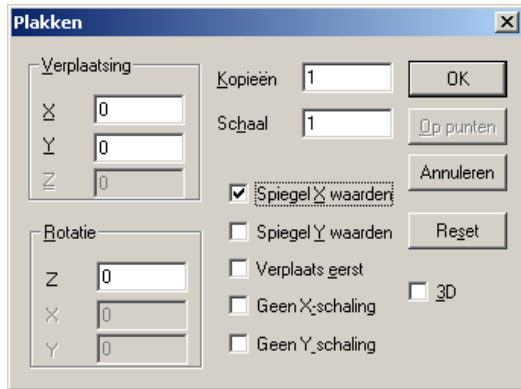 Plakken
Verplaatsing
X 0
Y 0
Z 0
Rotatie
Z 0
X 0
Y 0
Kopieën 1
Schaal 1
Spiegel X waarden
Spiegel Y waarden
Verplaats eerst
Geen X-schaling
Geen Y_schaling
OK
Op punten
Annuleren
Reset
3D